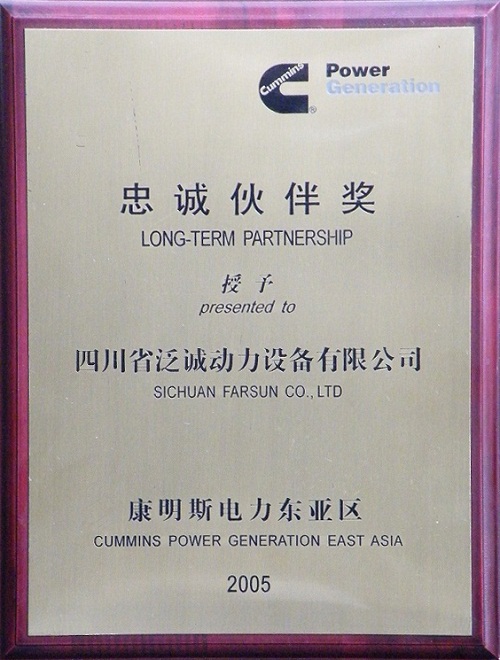 Cummins
®
Power
Generation
忠诚伙伴奖
LONG-TERM PARTNERSHIP
授予
presented to
四川省泛诚动力设备有限公司
SICHUAN FARSUN CO.,LTD
康明斯电力东亚区
CUMMINS POWER GENERATION EAST ASIA
2005